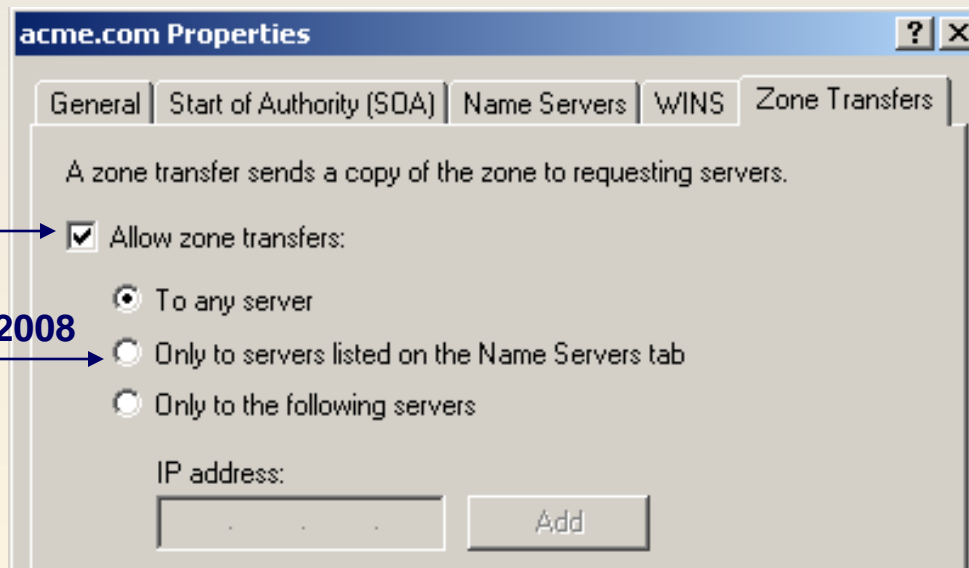 acme.com Properties
General Start of Authority (SOA) Name Servers WINS Zone Transfers
A zone transfer sends a copy of the zone to requesting servers.
Allow zone transfers:
To any server
2008
Only to servers listed on the Name Servers tab
Only to the following servers
IP address:
Add